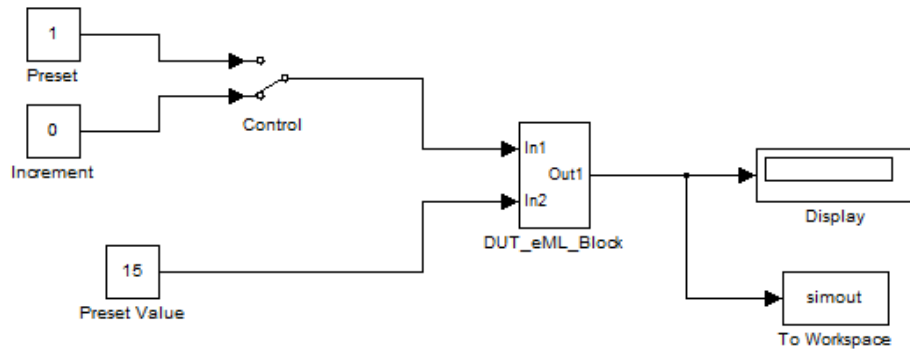 1
Preset
0
Increment
Control
In1
Out1
In2
DUT_eML_Block
Display
15
Preset Value
simout
To Workspace